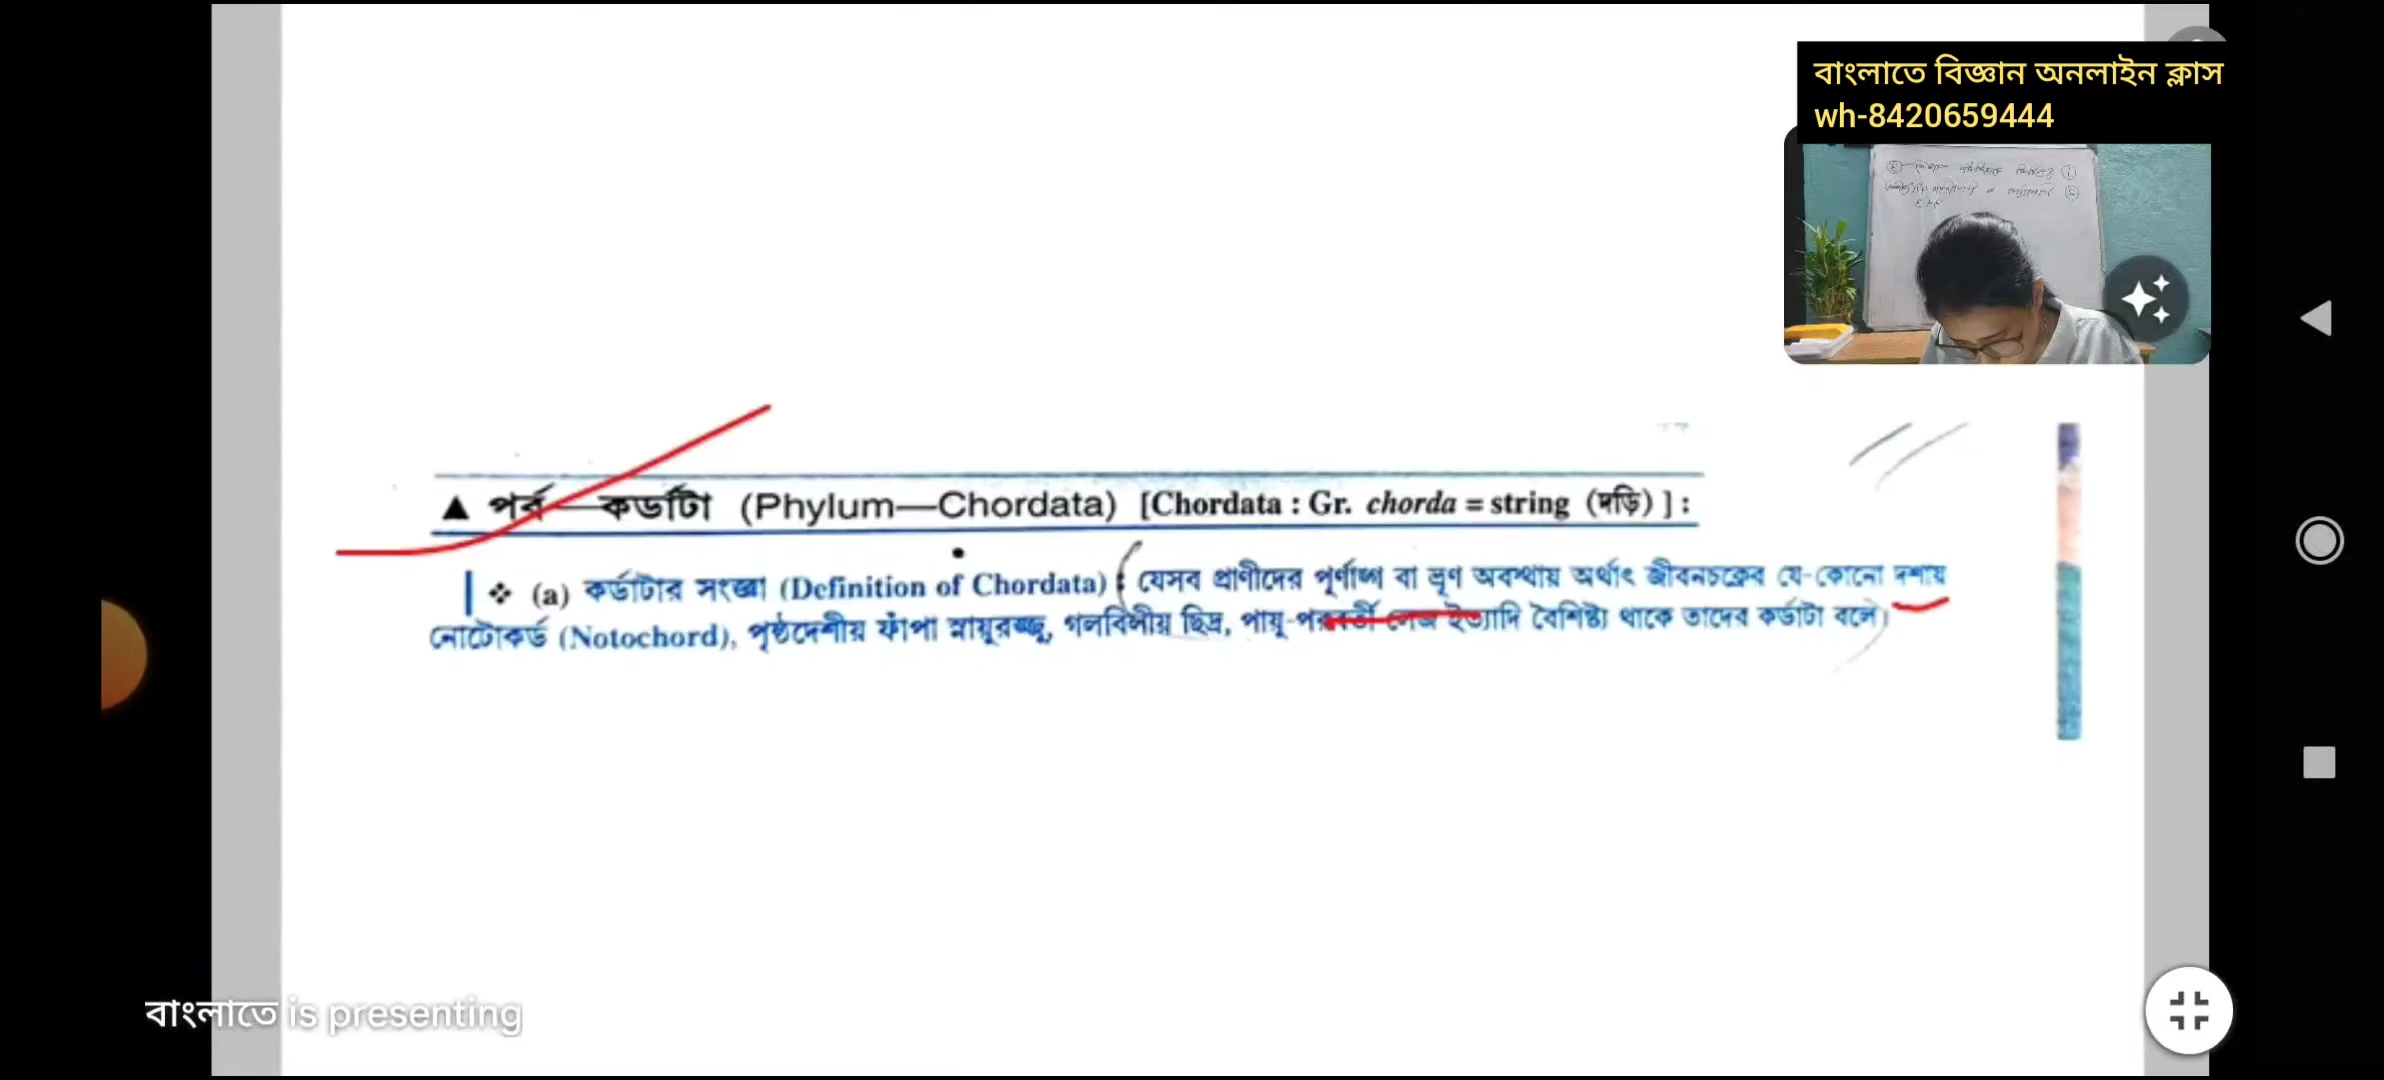 বাংলাতে বিজ্ঞান অনলাইন ক্লাস
wh-8420659444
▲ পর্ব—কর্ডাটা (Phylum—Chordata) [Chordata : Gr. chorda = string (দড়ি) ] :
❖ (a) কর্ডাটার সংজ্ঞা (Definition of Chordata) : যেসব প্রাণীদের পূর্ণাঙ্গ বা ভ্রূণ অবস্থায় অর্থাৎ জীবনচক্রের যে-কোনো দশায়
নোটোকর্ড (Notochord), পৃষ্ঠদেশীয় ফাঁপা স্নায়ুরজ্জু, গলবিলীয় ছিদ্র, পায়ু-পরবর্তী লেজ ইত্যাদি বৈশিষ্ট্য থাকে তাদের কর্ডাটা বলে।
বাংলাতে is presenting